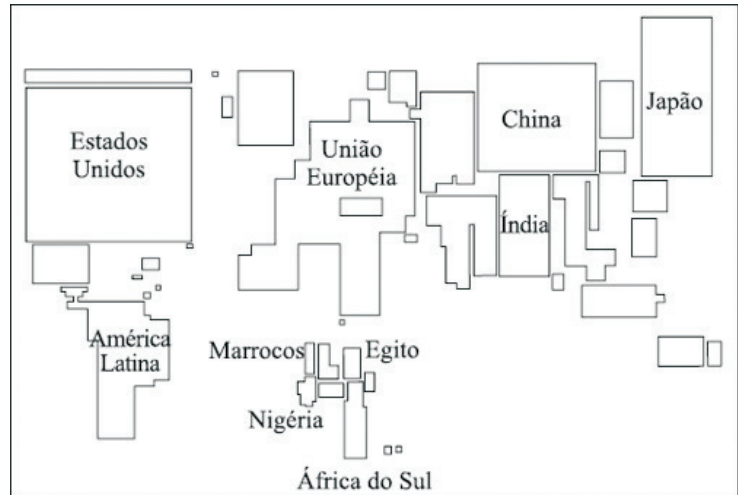 Estados
Unidos
União
Européia
China
Japão
Índia
América
Latina
Marrocos
Egito
Nigéria
África do Sul